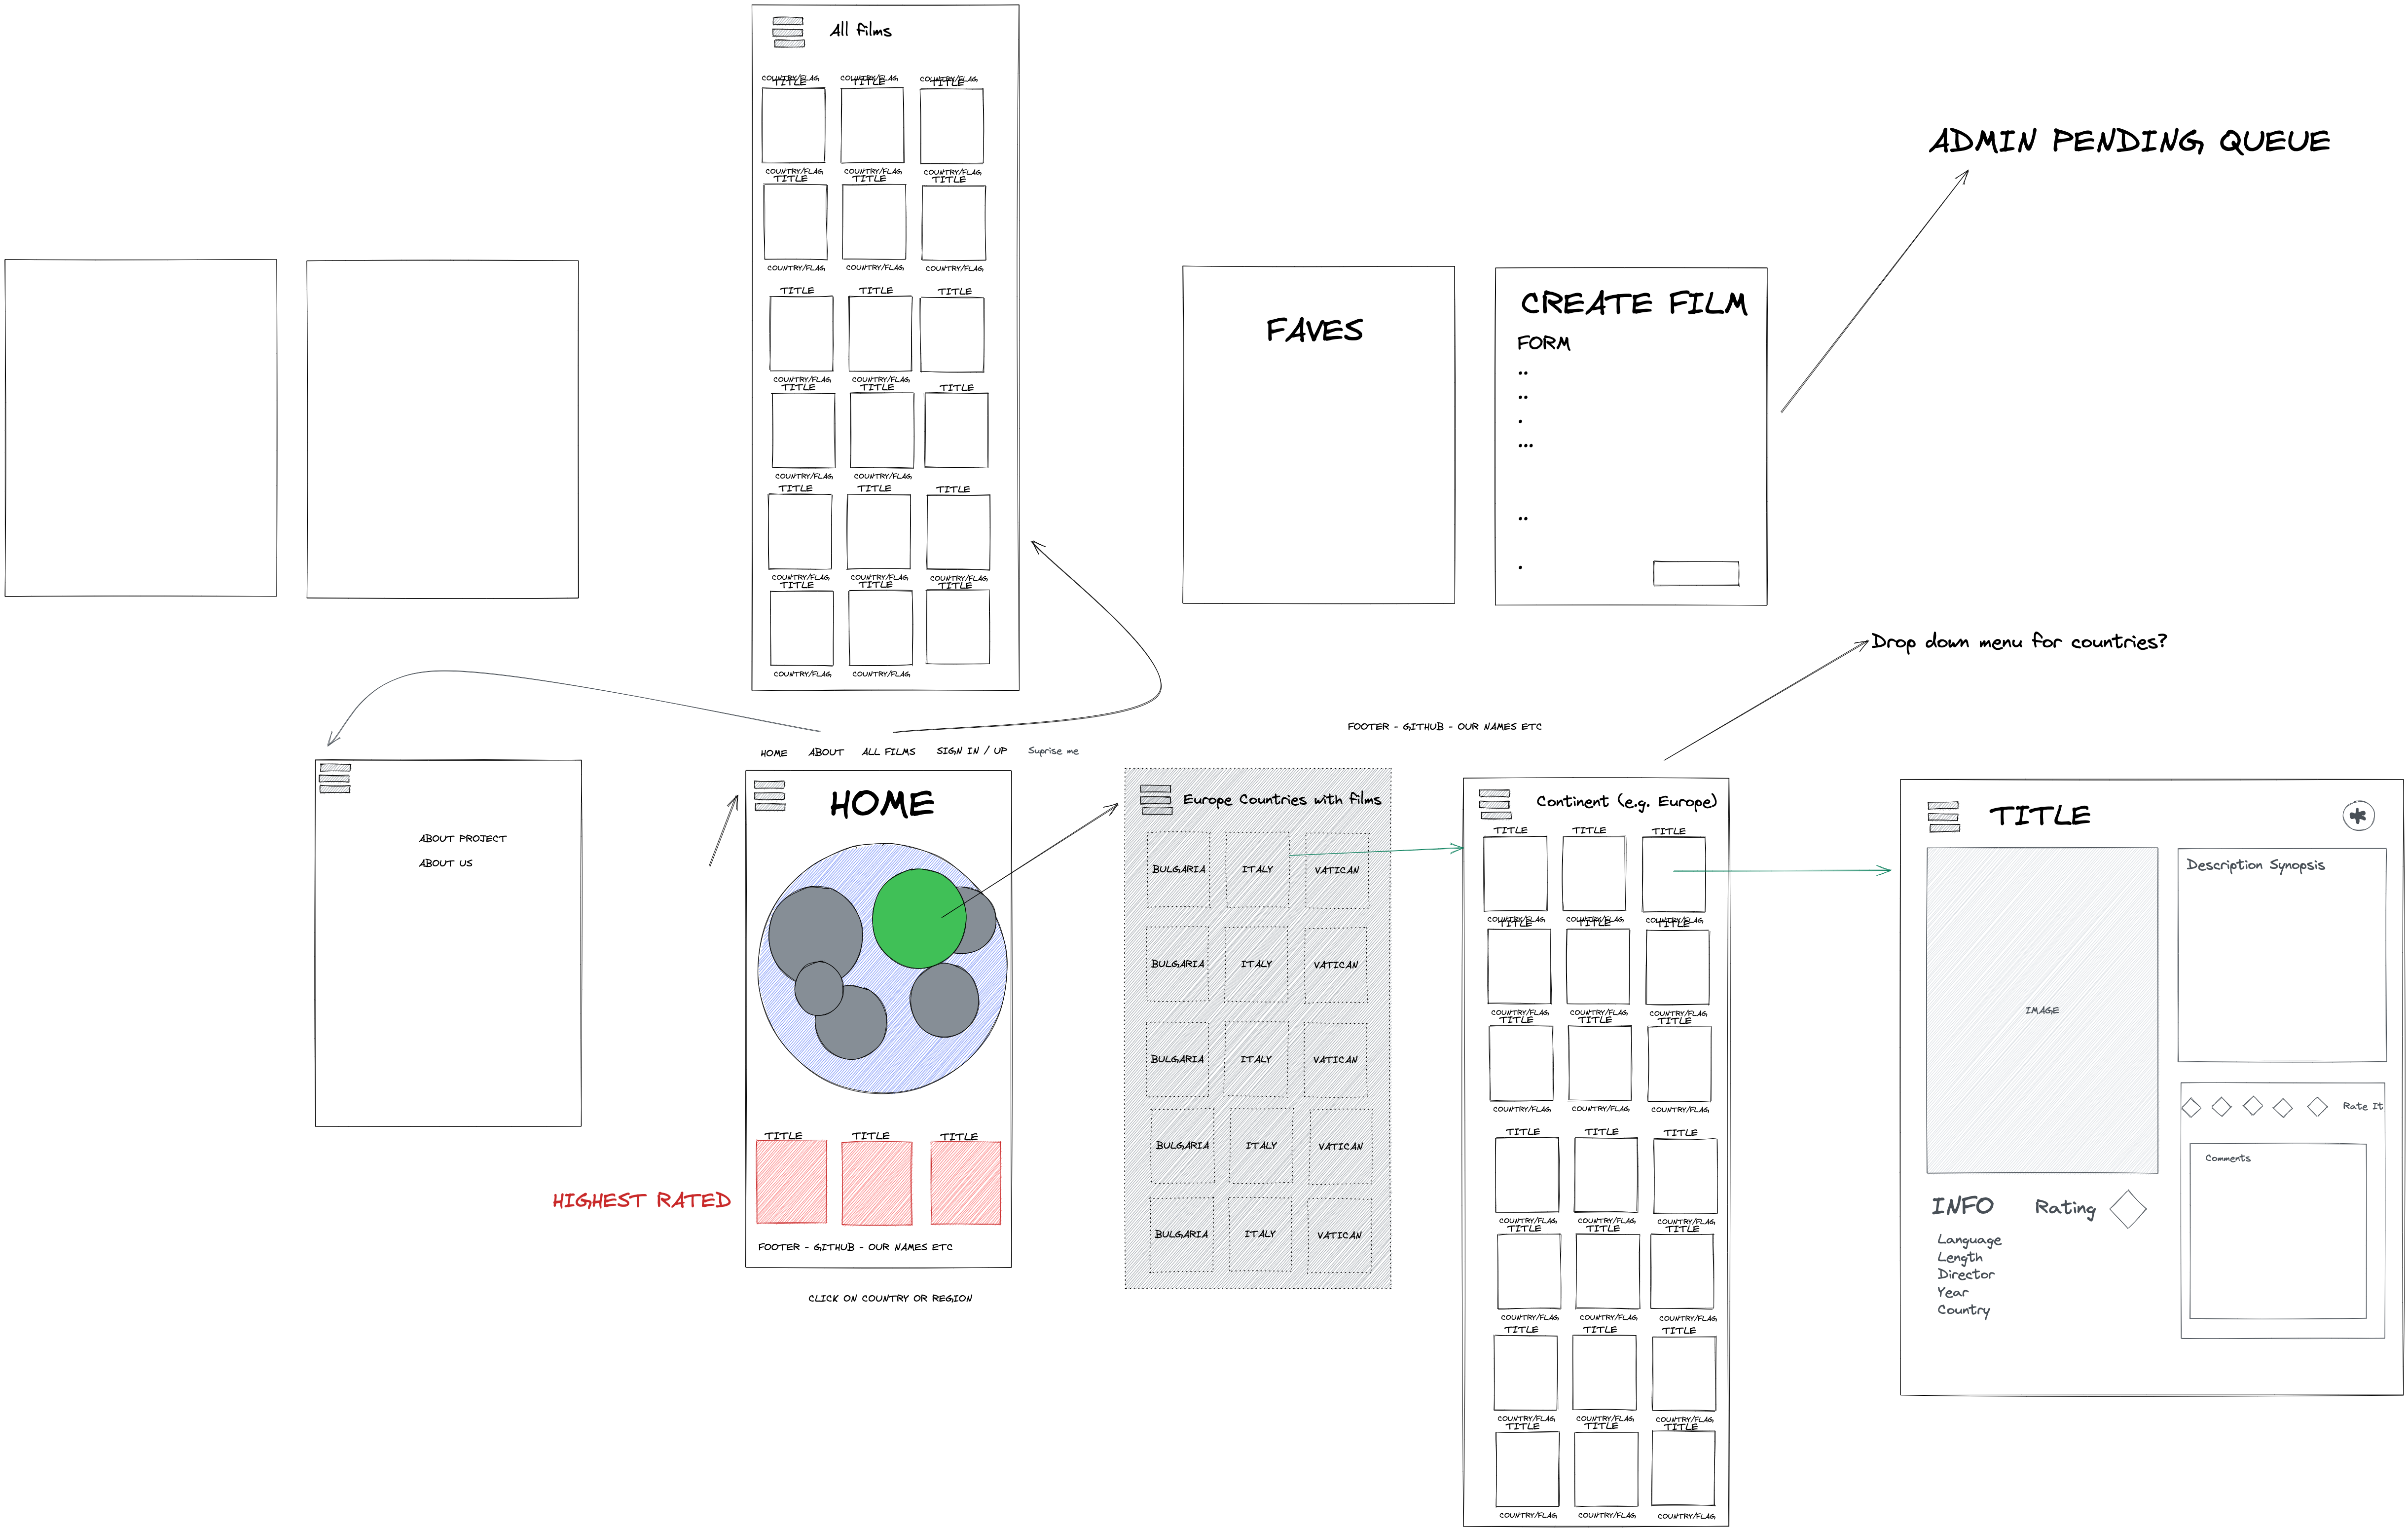 All films
COUNTRY/FLAG COUNTRY/FLAG COUNTRY/FLAG
TITLE TITLE TITLE
COUNTRY/FLAG COUNTRY/FLAG COUNTRY/FLAG
TITLE TITLE TITLE
COUNTRY/FLAG COUNTRY/FLAG COUNTRY/FLAG
TITLE TITLE TITLE
COUNTRY/FLAG COUNTRY/FLAG
TITLE TITLE TITLE
COUNTRY/FLAG COUNTRY/FLAG
TITLE TITLE TITLE
COUNTRY/FLAG COUNTRY/FLAG COUNTRY/FLAG
TITLE TITLE TITLE
COUNTRY/FLAG COUNTRY/FLAG
FAVES
CREATE FILM
FORM
..
..
.
...
..
.
ADMIN PENDING QUEUE
Drop down menu for countries?
FOOTER - GITHUB - OUR NAMES ETC
ABOUT PROJECT
ABOUT US
HOME ABOUT ALL FILMS SIGN IN / UP Suprise me
HOME
TITLE TITLE TITLE
HIGHEST RATED
FOOTER - GITHUB - OUR NAMES ETC
CLICK ON COUNTRY OR REGION
Europe Countries with films
BULGARIA ITALY VATICAN
BULGARIA ITALY VATICAN
BULGARIA ITALY VATICAN
BULGARIA ITALY VATICAN
BULGARIA ITALY VATICAN
Continent (e.g. Europe)
TITLE TITLE TITLE
COUNTRY/FLAG COUNTRY/FLAG COUNTRY/FLAG
TITLE TITLE TITLE
COUNTRY/FLAG COUNTRY/FLAG COUNTRY/FLAG
TITLE TITLE TITLE
COUNTRY/FLAG COUNTRY/FLAG COUNTRY/FLAG
TITLE TITLE TITLE
COUNTRY/FLAG COUNTRY/FLAG COUNTRY/FLAG
TITLE TITLE TITLE
COUNTRY/FLAG COUNTRY/FLAG COUNTRY/FLAG
TITLE TITLE TITLE
COUNTRY/FLAG COUNTRY/FLAG COUNTRY/FLAG
TITLE TITLE TITLE
COUNTRY/FLAG COUNTRY/FLAG COUNTRY/FLAG
TITLE
*
IMAGE
Description Synopsis
Rate It
Comments
INFO
Rating
Language
Length
Director
Year
Country